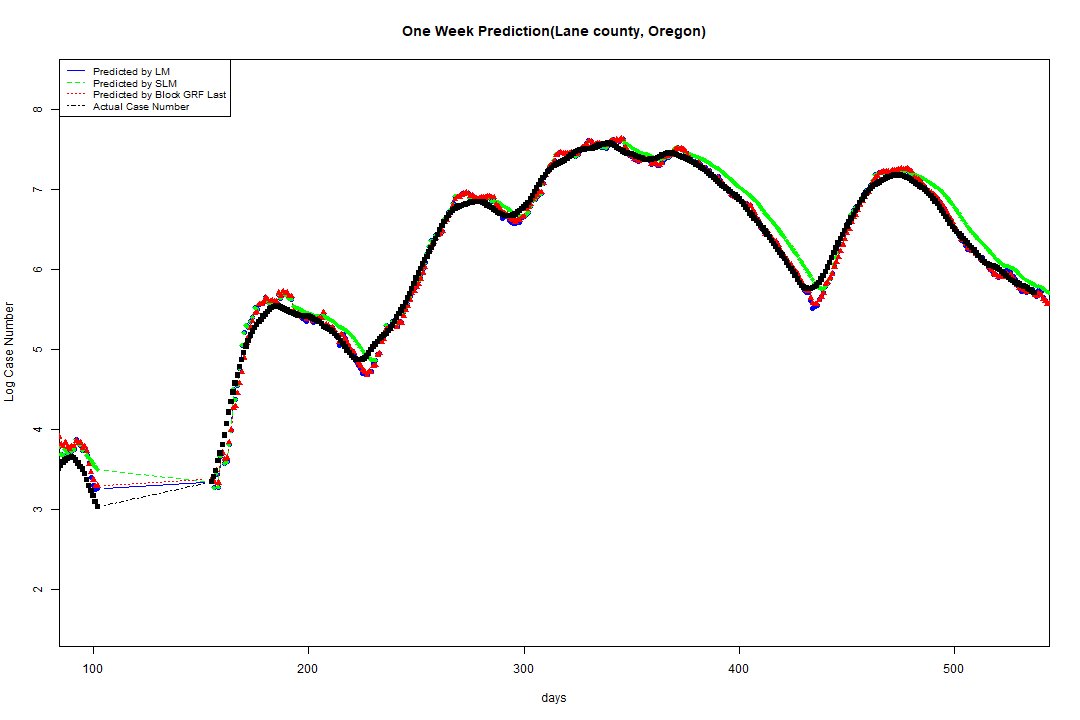 One Week Prediction(Lane county, Oregon)
Predicted by LM
Predicted by SLM
Predicted by Block GRF Last
Actual Case Number
8
7
6
5
4
3
2
Log Case Number
100 200 300 400 500
days